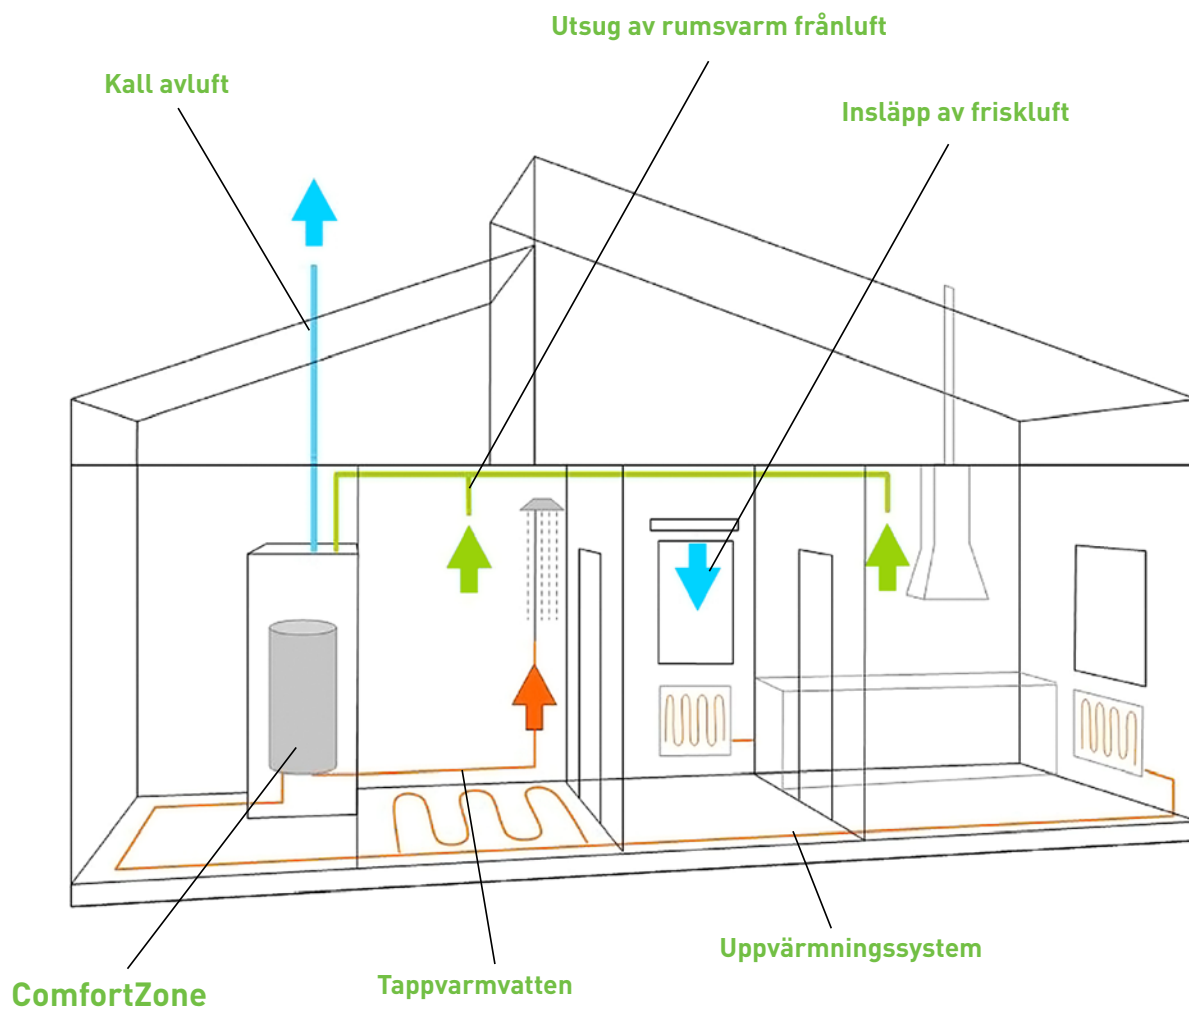 Utsug av rumsvarm frånluft
Kall avluft
Insläpp av friskluft
Uppvärmningssystem
Tappvarmvatten
ComfortZone